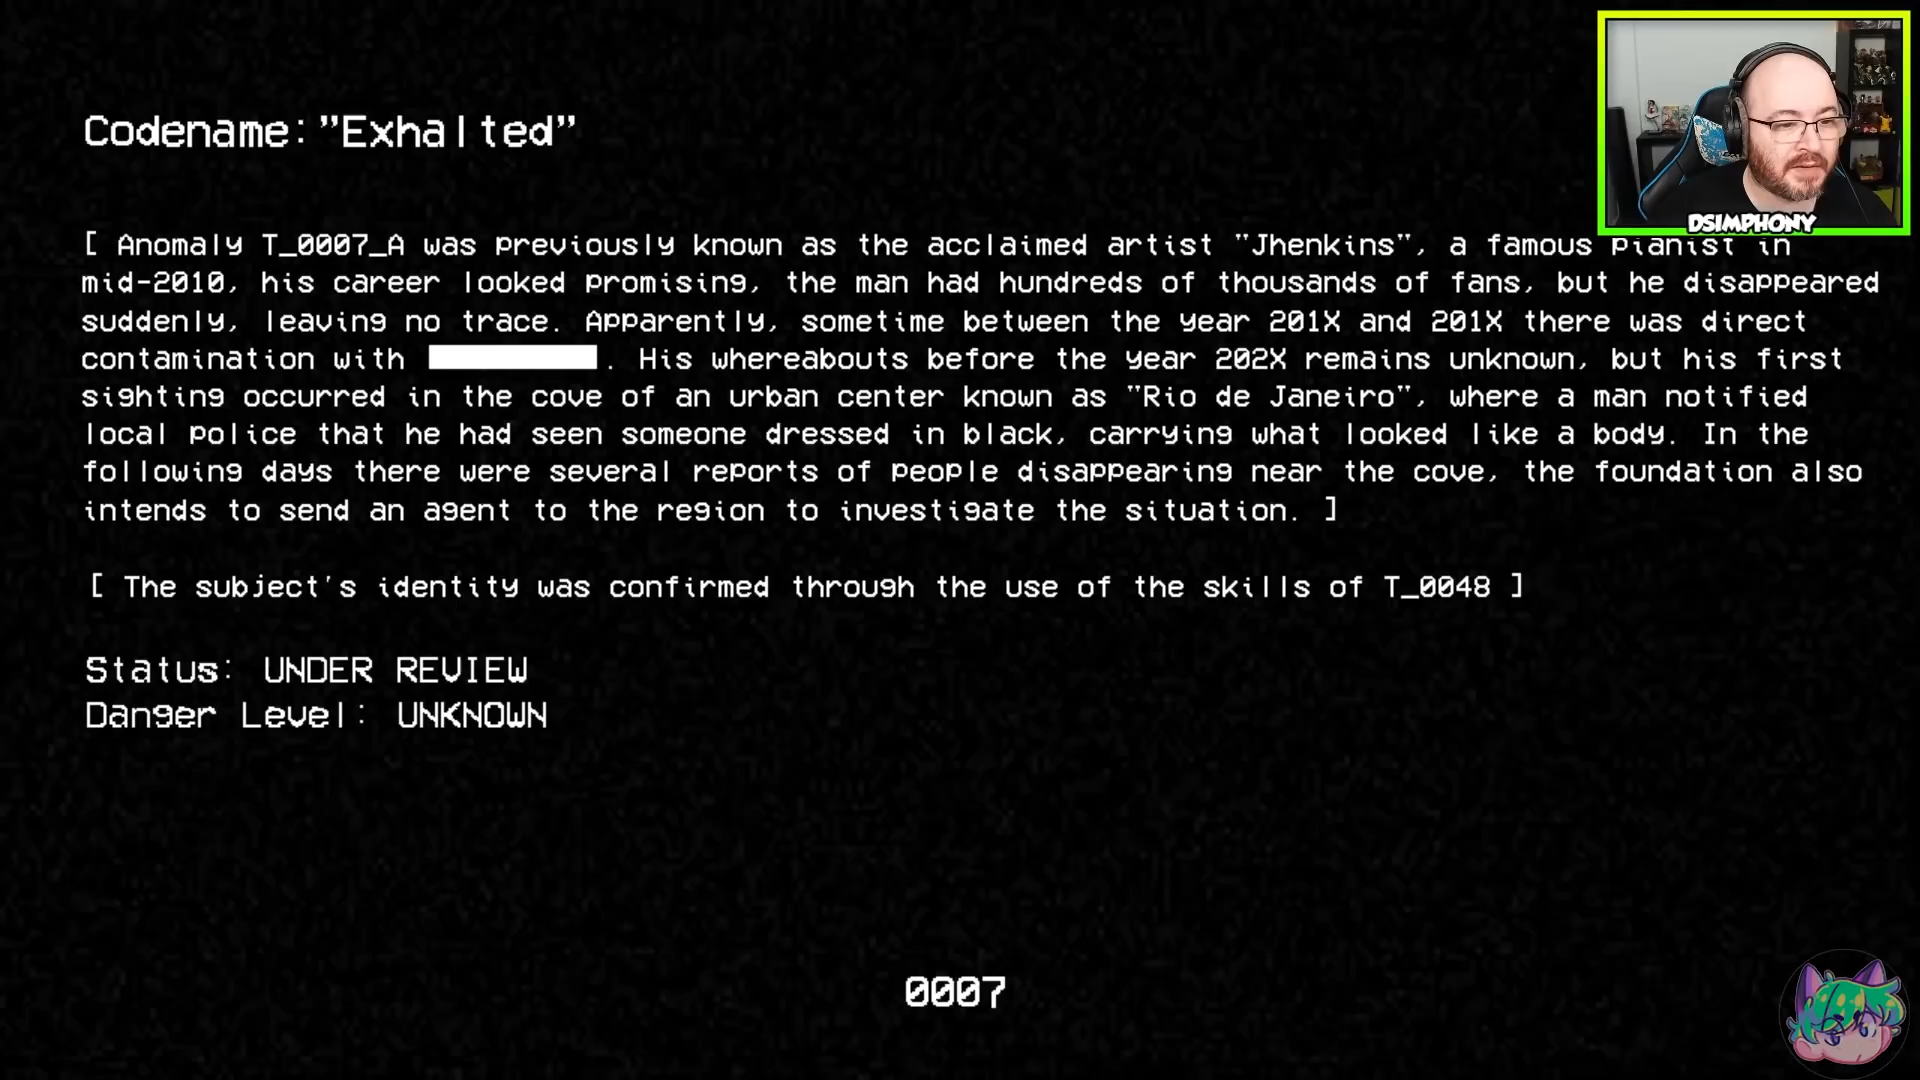 Codename:"Exhalted"
DSIMPHONY
[ Anomaly T_0007_A was previously known as the acclaimed artist "Jhenkins", a famous pianist in
mid-2010, his career looked promising, the man had hundreds of thousands of fans, but he disappeared
suddenly, leaving no trace. Apparently, sometime between the year 201X and 201X there was direct
contamination with . His whereabouts before the year 202X remains unknown, but his first
sighting occurred in the cove of an urban center known as "Rio de Janeiro", where a man notified
local police that he had seen someone dressed in black, carrying what looked like a body. In the
following days there were several reports of people disappearing near the cove, the foundation also
intends to send an agent to the region to investigate the situation. ]
[ The subject's identity was confirmed through the use of the skills of T_0048 ]
Status: UNDER REVIEW
Danger Level: UNKNOWN
0007